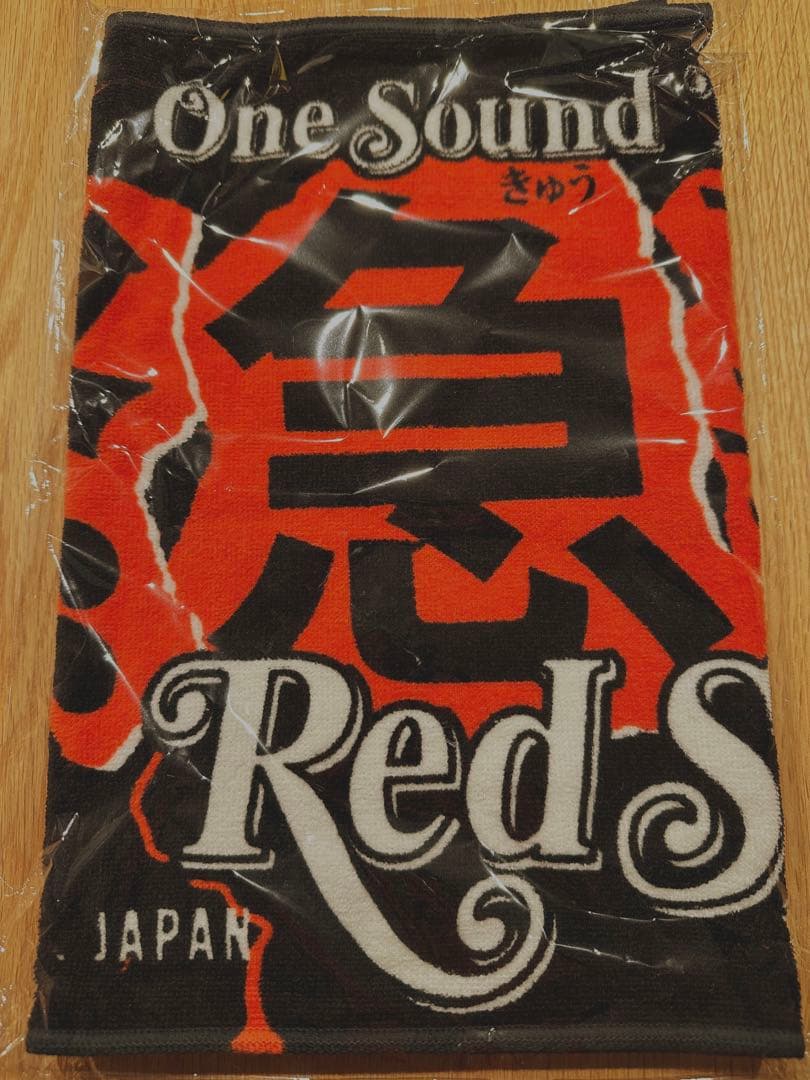 One Sound
きゅう
急
Red S
JAPAN